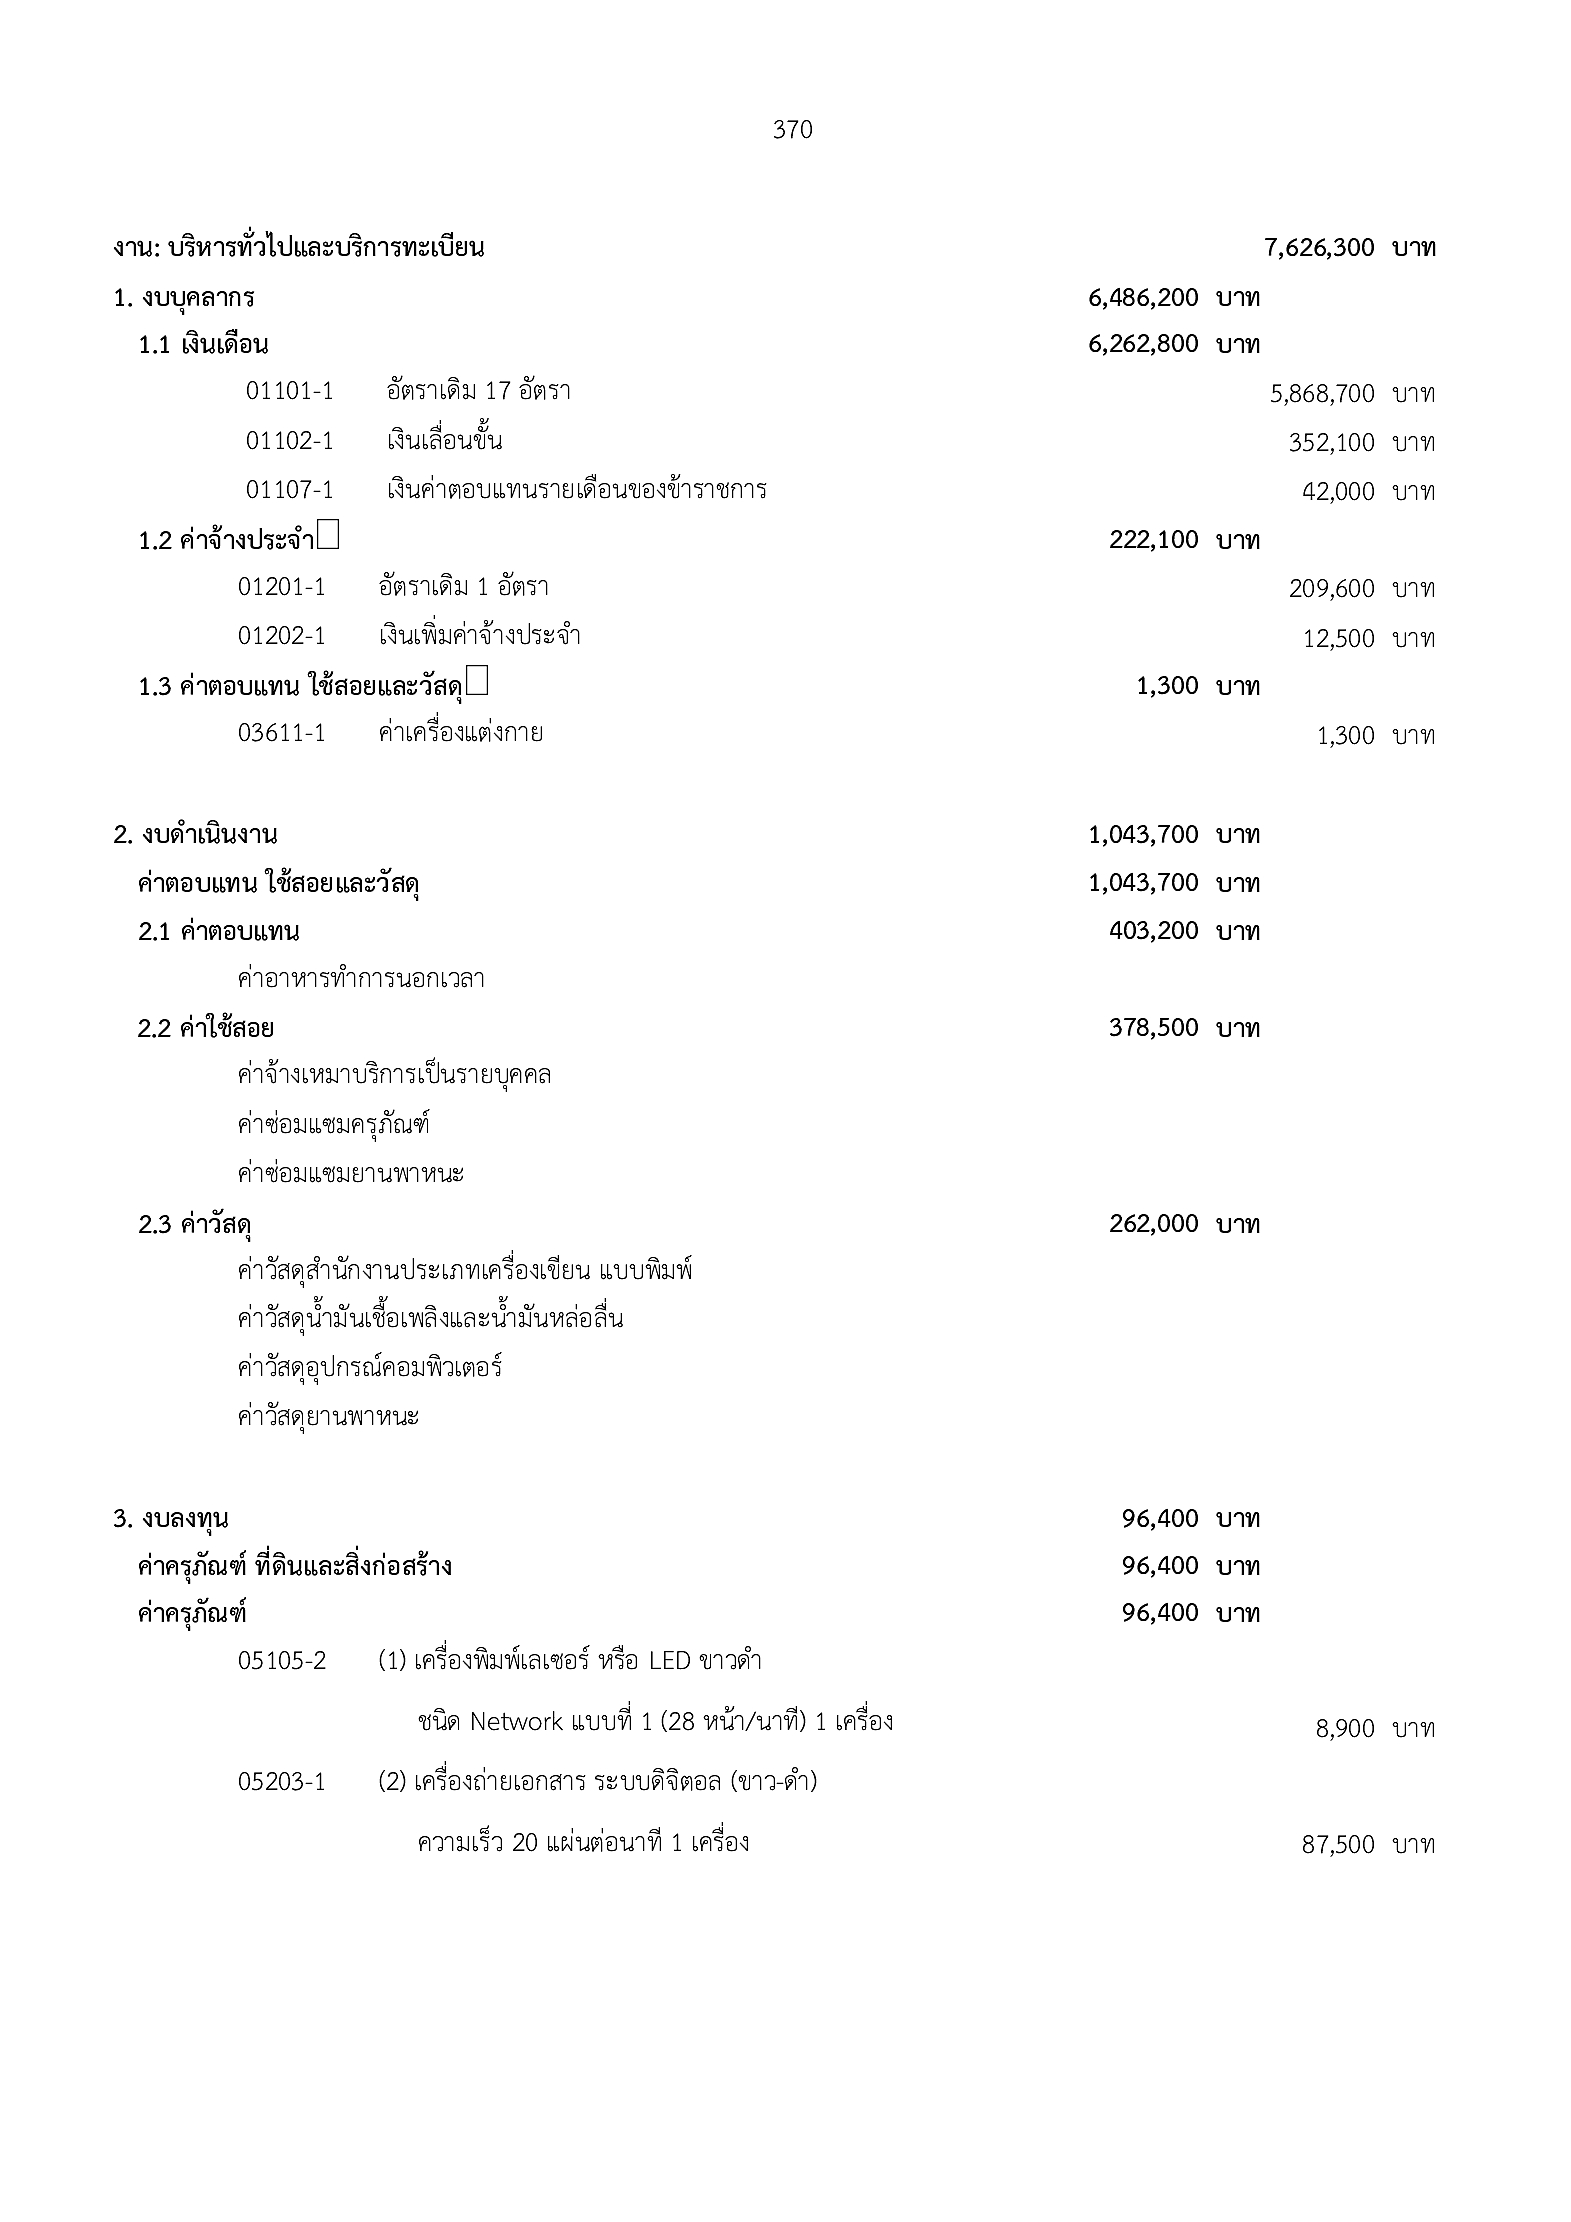 370
งาน: บริหารทั่วไปและบริการทะเบียน 7,626,300 บาท
1. งบบุคลากร 6,486,200 บาท
1.1 เงินเดือน 6,262,800 บาท
01101-1 อัตราเดิม 17 อัตรา 5,868,700 บาท
01102-1 เงินเลื่อนขั้น 352,100 บาท
01107-1 เงินค่าตอบแทนรายเดือนของข้าราชการ 42,000 บาท
1.2 ค่าจ้างประจำ 222,100 บาท
01201-1 อัตราเดิม 1 อัตรา 209,600 บาท
01202-1 เงินเพิ่มค่าจ้างประจำ 12,500 บาท
1.3 ค่าตอบแทน ใช้สอยและวัสดุ 1,300 บาท
03611-1 ค่าเครื่องแต่งกาย 1,300 บาท
2. งบดำเนินงาน 1,043,700 บาท
ค่าตอบแทน ใช้สอยและวัสดุ 1,043,700 บาท
2.1 ค่าตอบแทน 403,200 บาท
ค่าอาหารทำการนอกเวลา
2.2 ค่าใช้สอย 378,500 บาท
ค่าจ้างเหมาบริการเป็นรายบุคคล
ค่าซ่อมแซมครุภัณฑ์
ค่าซ่อมแซมยานพาหนะ
2.3 ค่าวัสดุ 262,000 บาท
ค่าวัสดุสำนักงานประเภทเครื่องเขียน แบบพิมพ์
ค่าวัสดุน้ำมันเชื้อเพลิงและน้ำมันหล่อลื่น
ค่าวัสดุอุปกรณ์คอมพิวเตอร์
ค่าวัสดุยานพาหนะ
3. งบลงทุน 96,400 บาท
ค่าครุภัณฑ์ ที่ดินและสิ่งก่อสร้าง 96,400 บาท
ค่าครุภัณฑ์ 96,400 บาท
05105-2 (1) เครื่องพิมพ์เลเซอร์ หรือ LED ขาวดำ
ชนิด Network แบบที่ 1 (28 หน้า/นาที) 1 เครื่อง 8,900 บาท
05203-1 (2) เครื่องถ่ายเอกสาร ระบบดิจิตอล (ขาว-ดำ)
ความเร็ว 20 แผ่นต่อนาที 1 เครื่อง 87,500 บาท